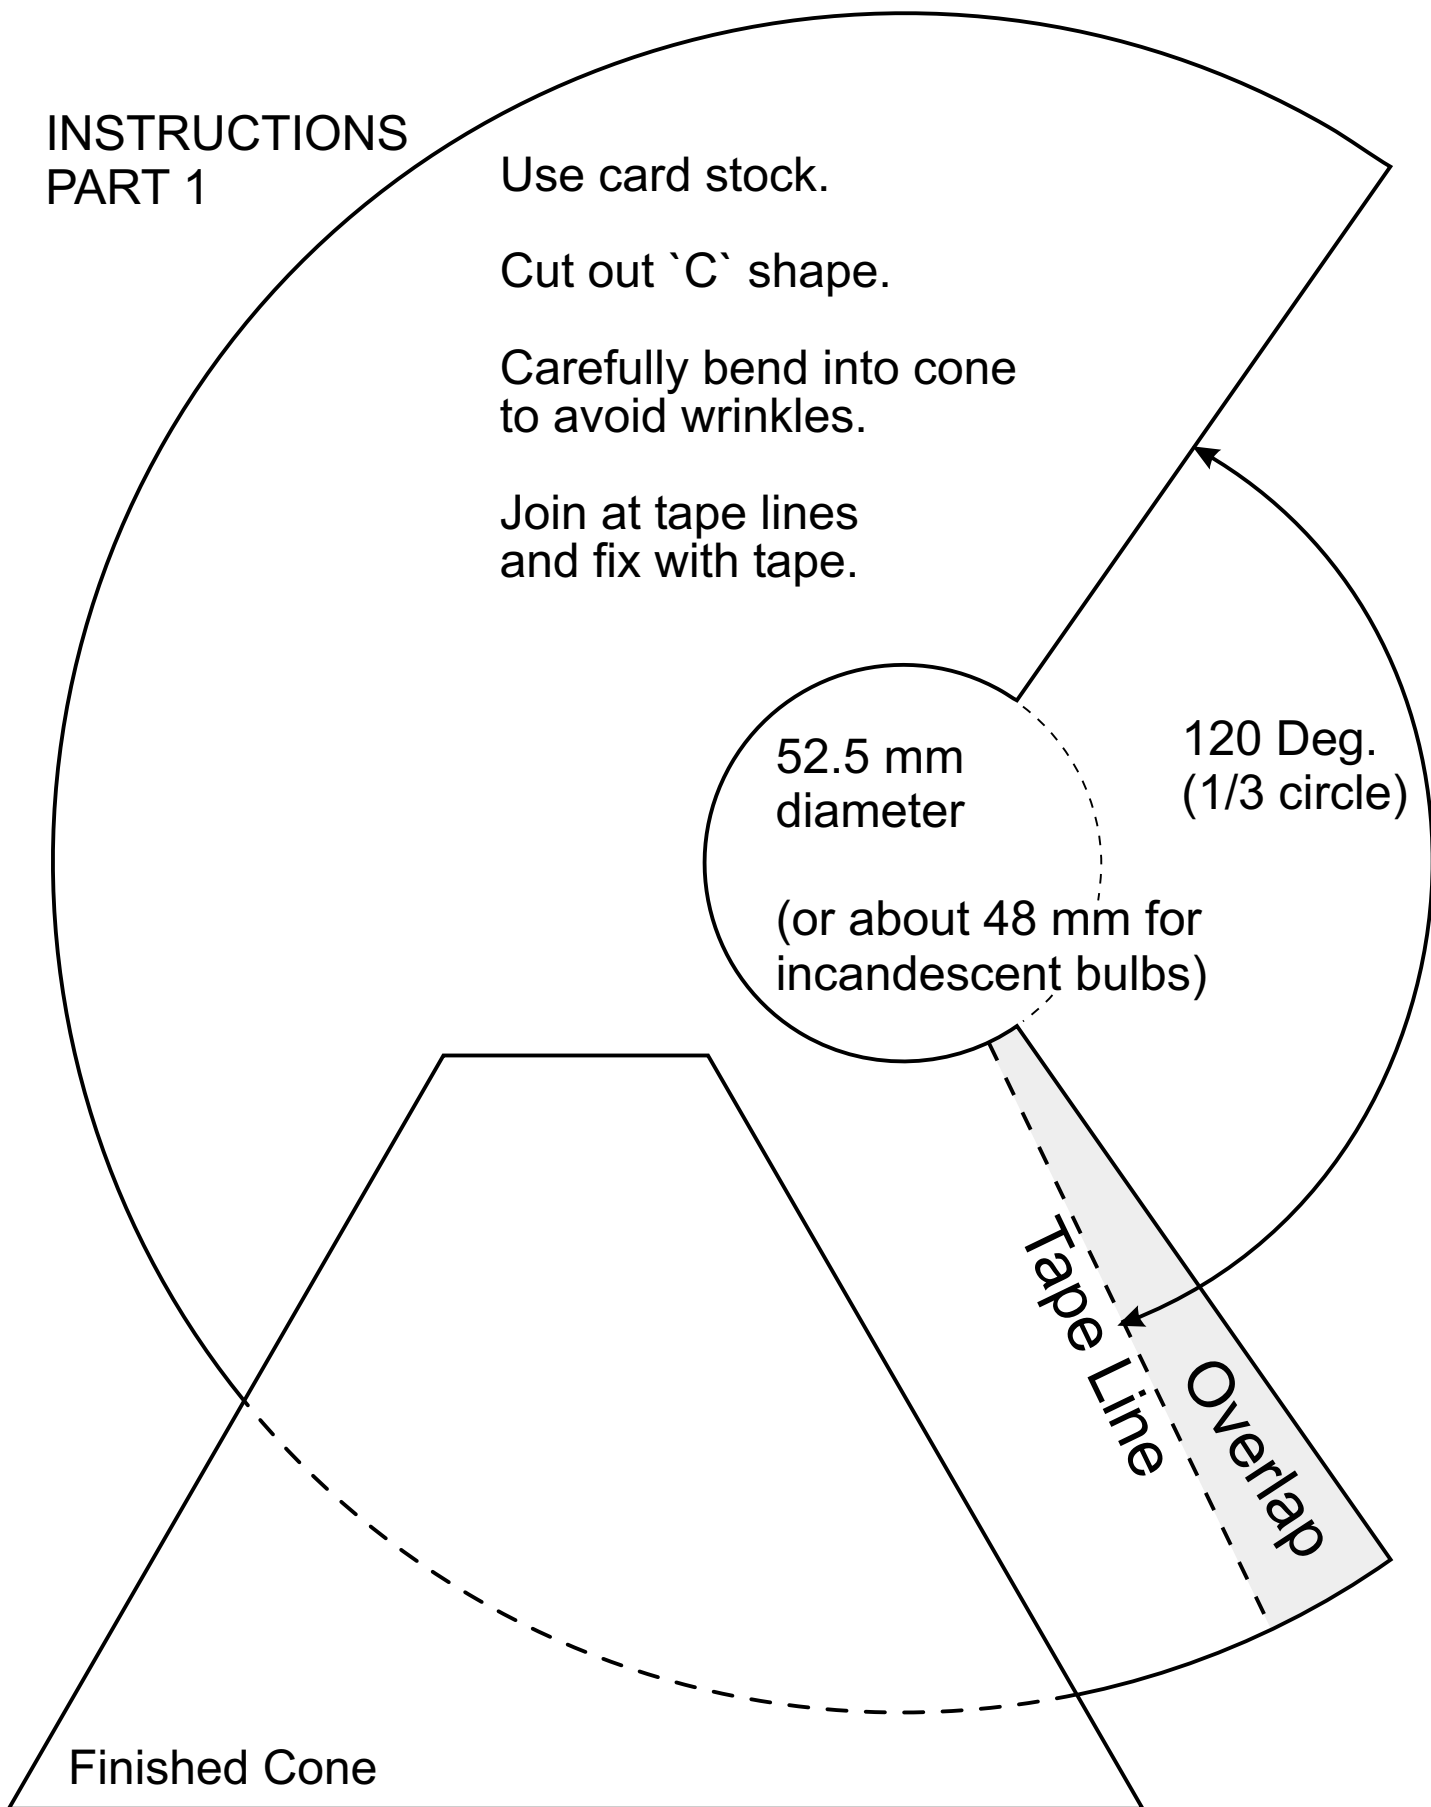 INSTRUCTIONS
PART 1
Use card stock.
Cut out `C` shape.
Carefully bend into cone
to avoid wrinkles.
Join at tape lines
and fix with tape.
52.5 mm
diameter
(or about 48 mm for
incandescent bulbs)
120 Deg.
(1/3 circle)
Tape Line
Overlap
Finished Cone